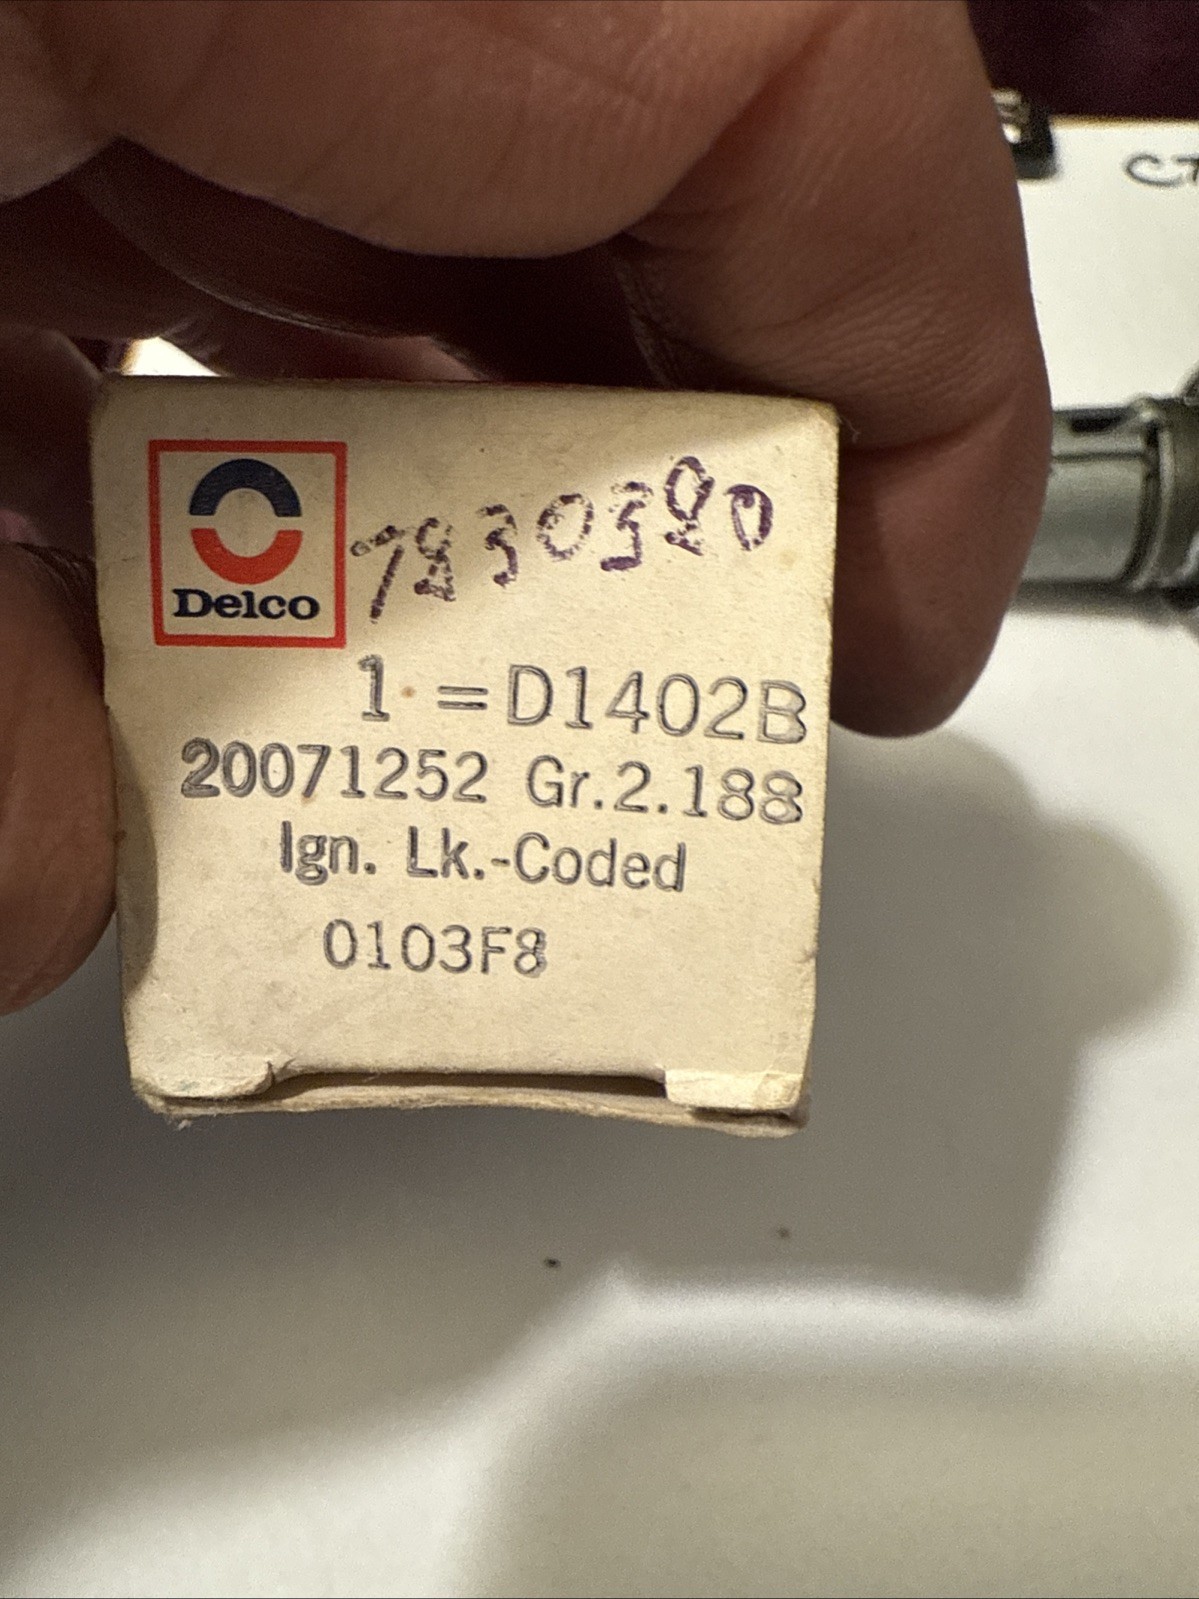 Delco
7830390
1 =D1402B
20071252 Gr.2.188
Ign. Lk.-Coded
0103F8